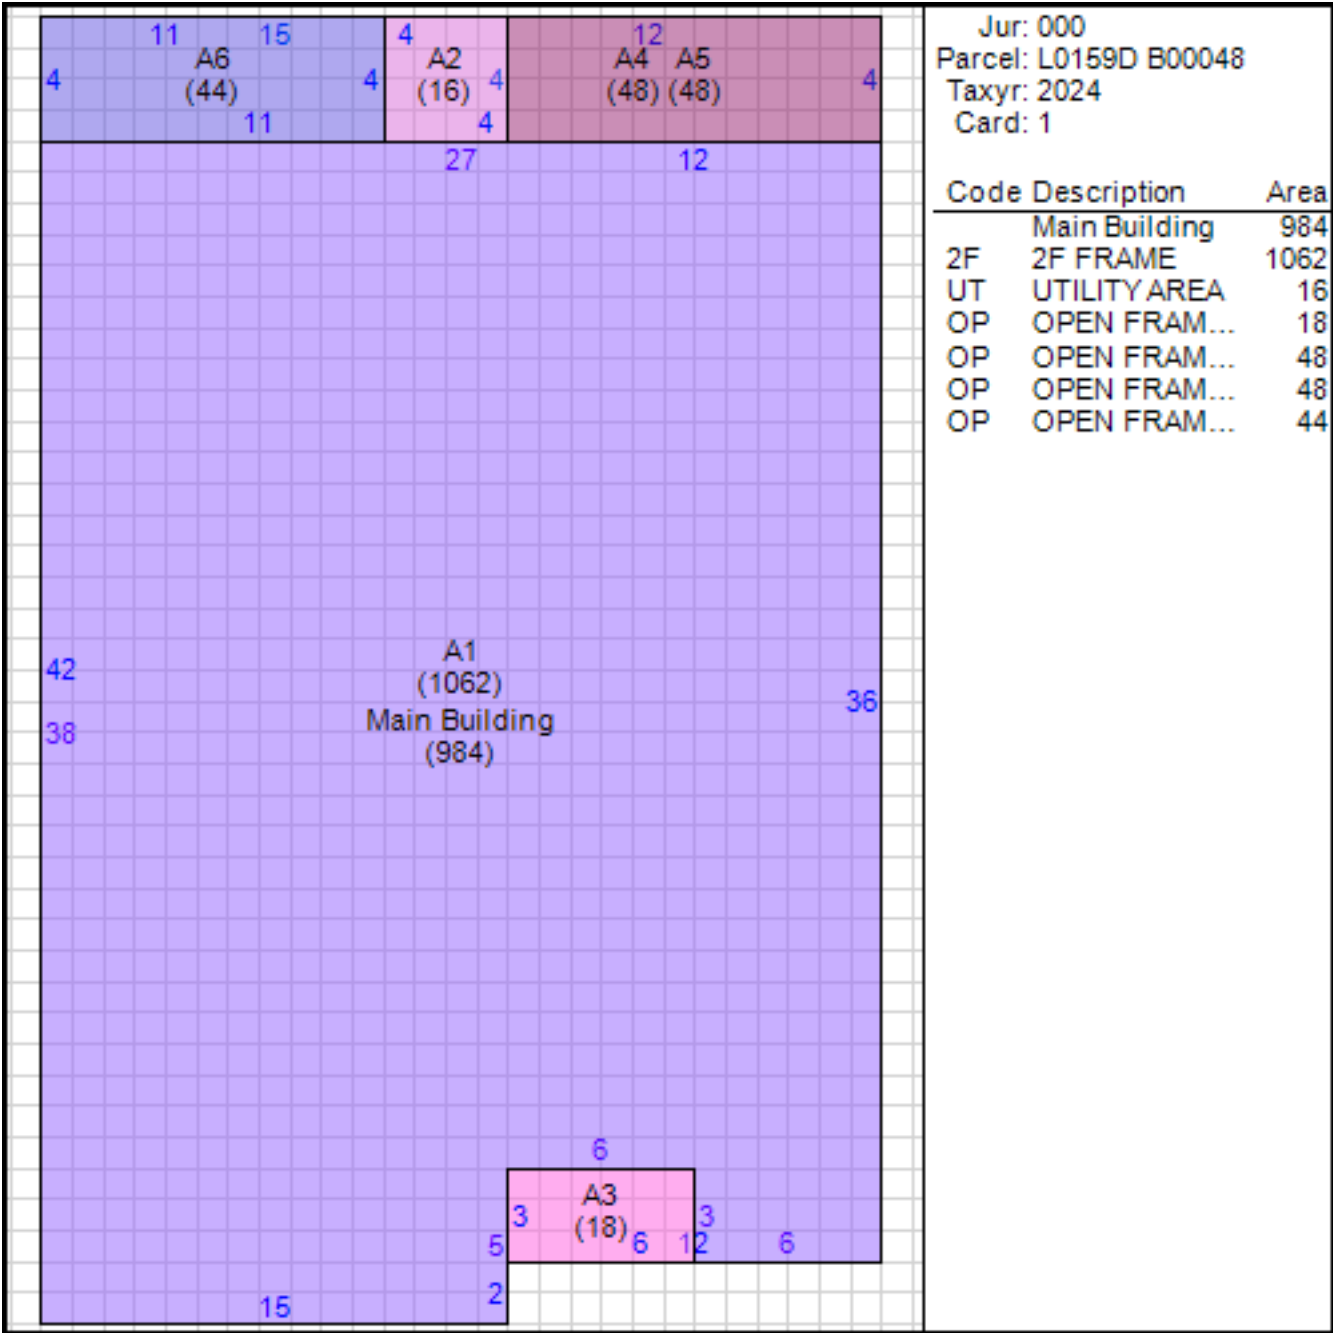 11 15 4 12
A6 A2 A4 A5
4 (44) 4 (16) 4 (48) (48) 4
11 4
27 12
A1
42 (1062)
36
Main Building
38 (984)
6
A3
3 (18) 3
5 6 12 6
2
15
Jur: 000
Parcel: L0159D B00048
Taxyr: 2024
Card: 1
Code Description Area
Main Building 984
2F 2F FRAME 1062
UT UTILITY AREA 16
OP OPEN FRAM... 18
OP OPEN FRAM... 48
OP OPEN FRAM... 48
OP OPEN FRAM... 44